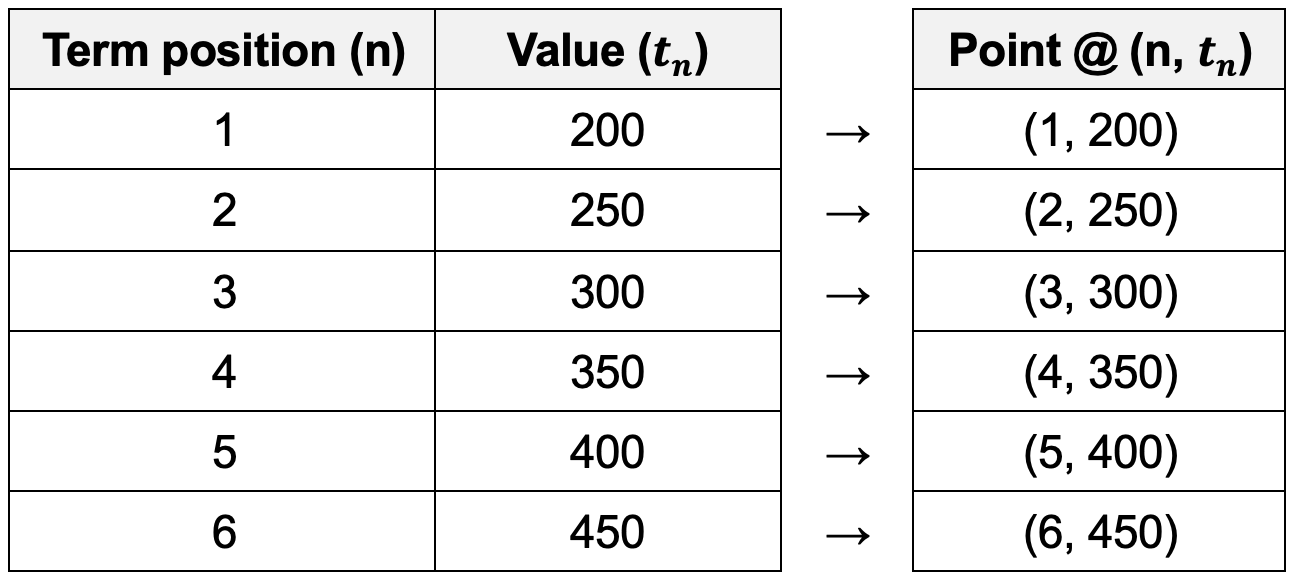 Term position (n) Value (tₙ) Point @ (n, tₙ)
1 200 → (1, 200)
2 250 → (2, 250)
3 300 → (3, 300)
4 350 → (4, 350)
5 400 → (5, 400)
6 450 → (6, 450)